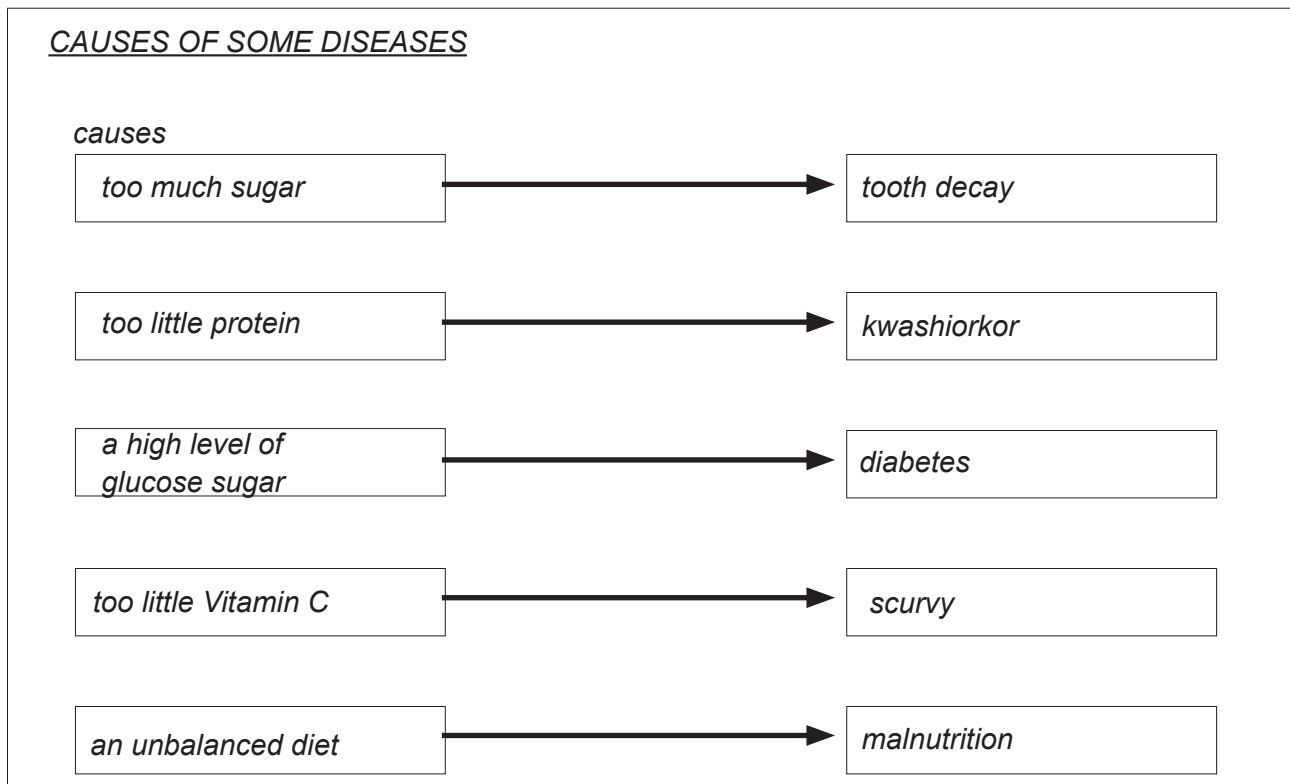 CAUSES OF SOME DISEASES
causes
too much sugar
tooth decay
too little protein
kwashiorkor
a high level of
glucose sugar
diabetes
too little Vitamin C
scurvy
an unbalanced diet
malnutrition